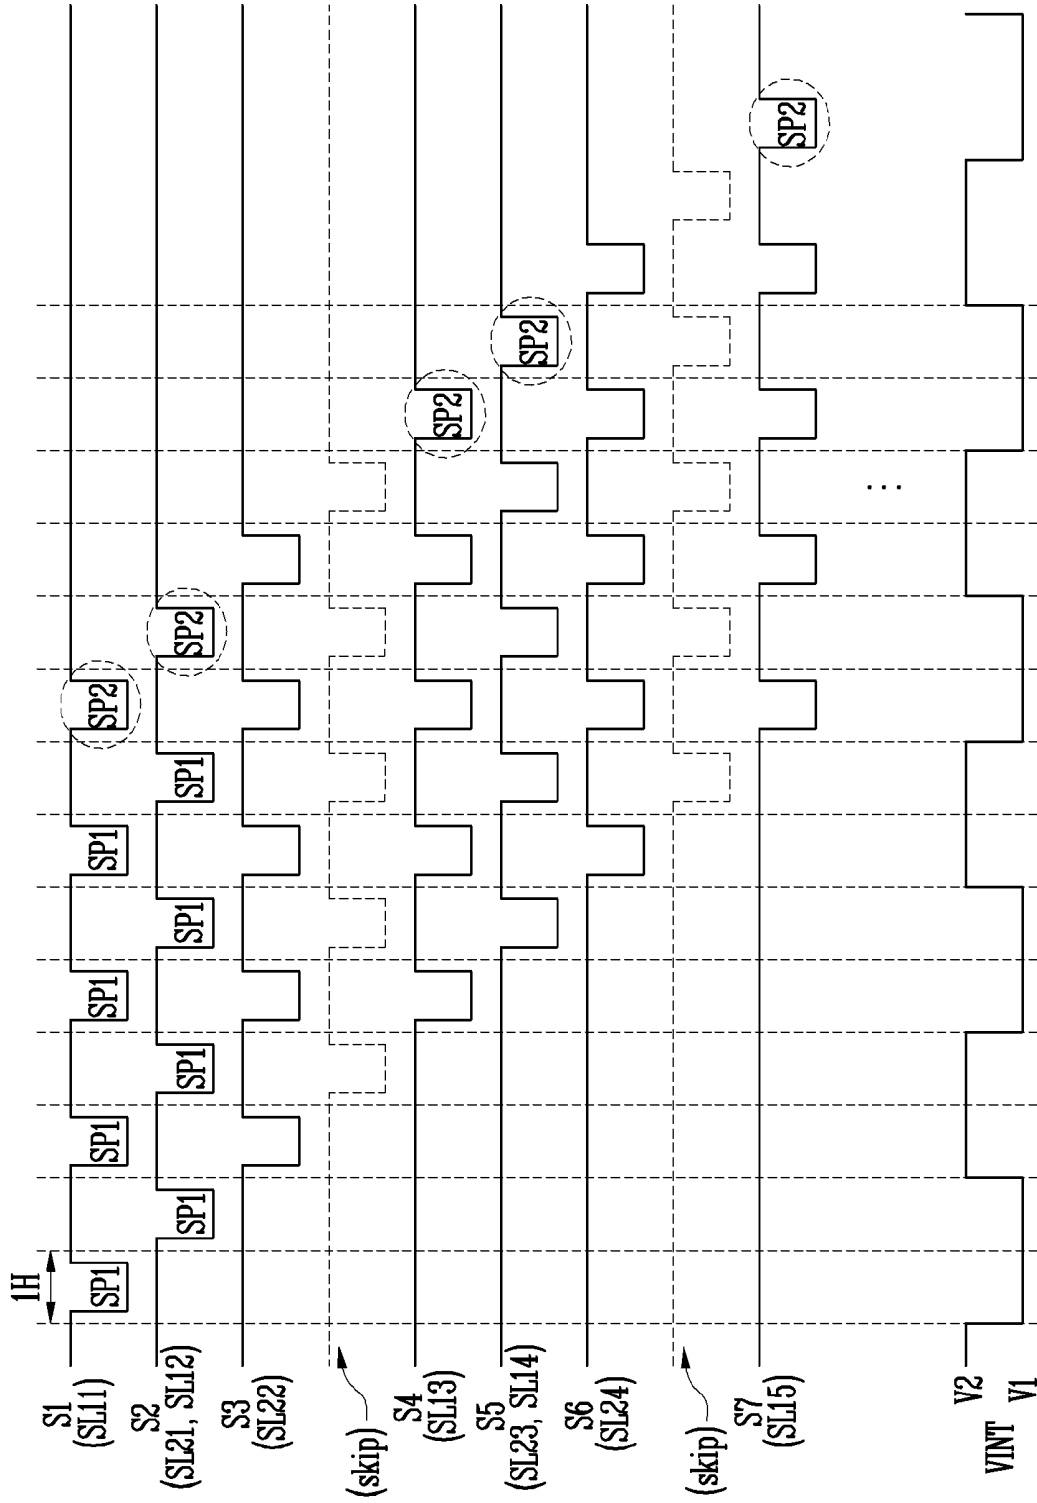 1H
S1
(SL11)
SP1
SP1
SP1
SP1
SP2
S2
(SL21, SL12)
SP1
SP1
SP1
SP1
SP2
S3
(SL22)
(skip)
S4
(SL13)
SP2
S5
(SL23, SL14)
SP2
S6
(SL24)
(skip)
S7
(SL15)
SP2
...
V2
VINT
V1